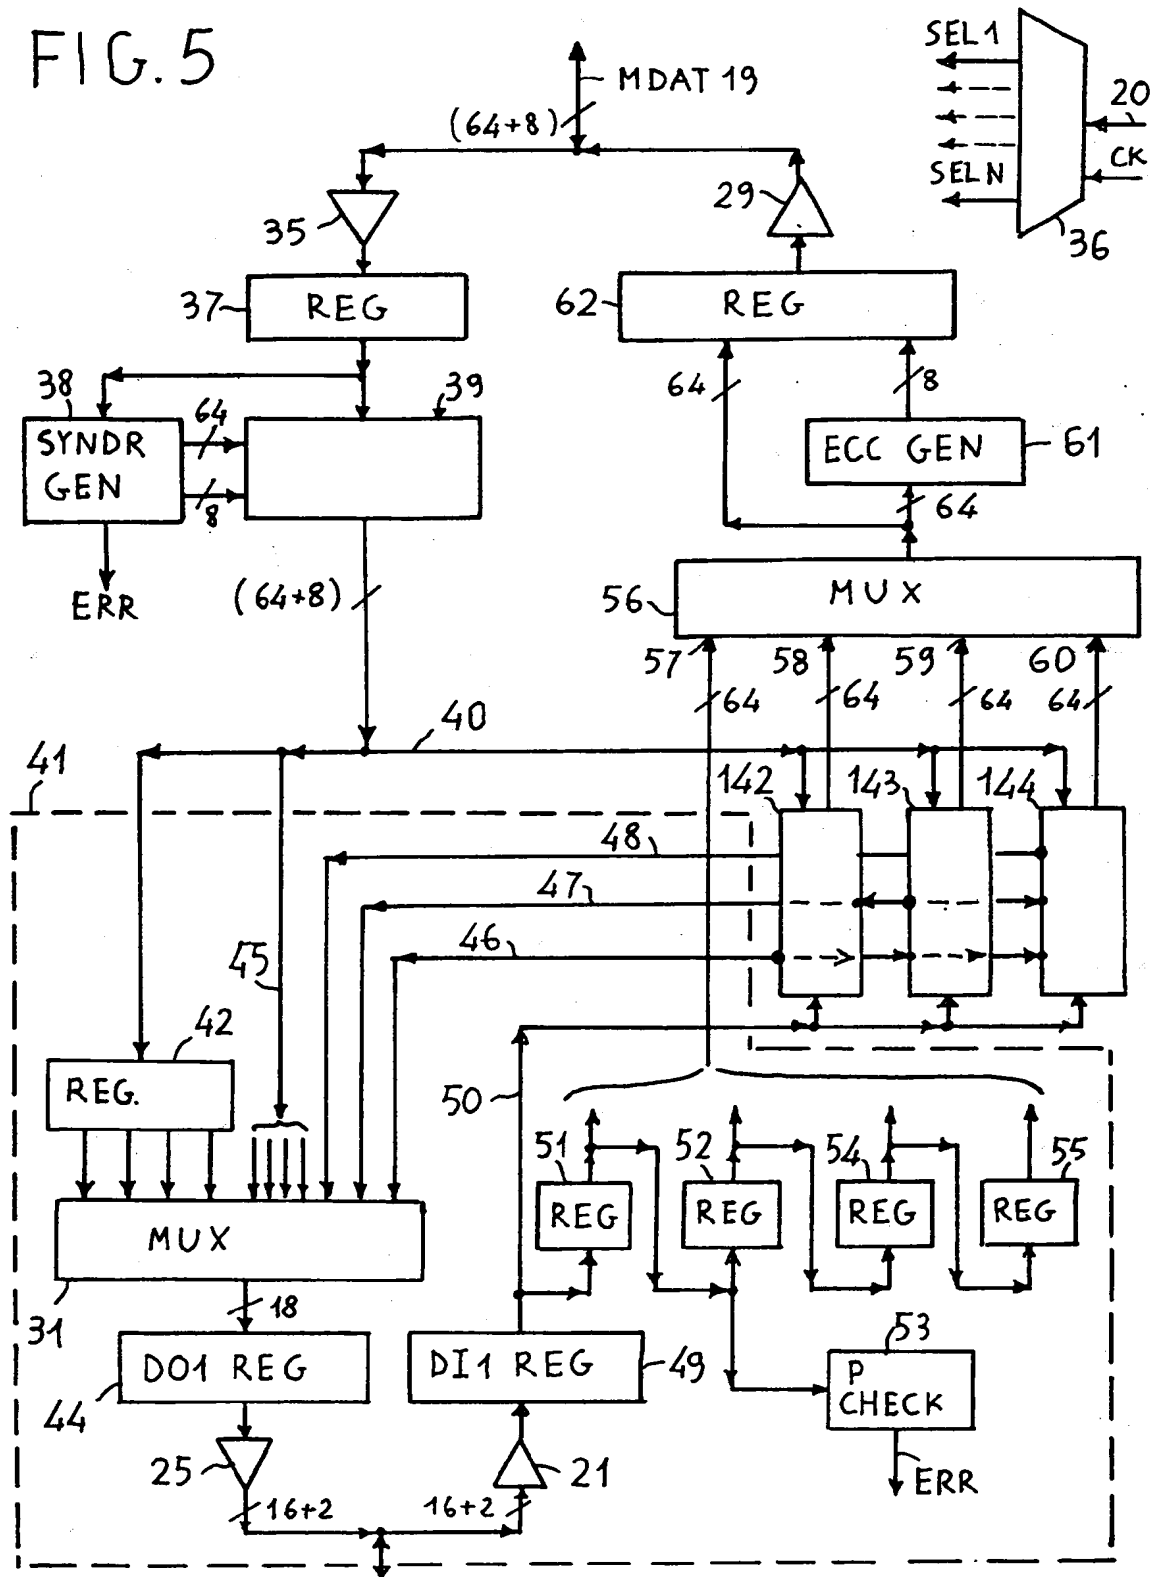 FIG. 5
SEL 1
MDAT 19
20
(64+8)
CK
SEL N
29
35
36
37
REG
62
REG
38
64
39
64
8
SYNDR
GEN
ECC GEN
61
8
64
ERR
(64+8)
56
MUX
57
58
59
60
64
64
64
64
40
41
142
143
144
48
47
46
45
42
REG.
50
51
52
54
55
REG
REG
REG
REG
MUX
31
18
53
DO1 REG
DI1 REG
49
P
CHECK
44
25
21
ERR
16+2
16+2